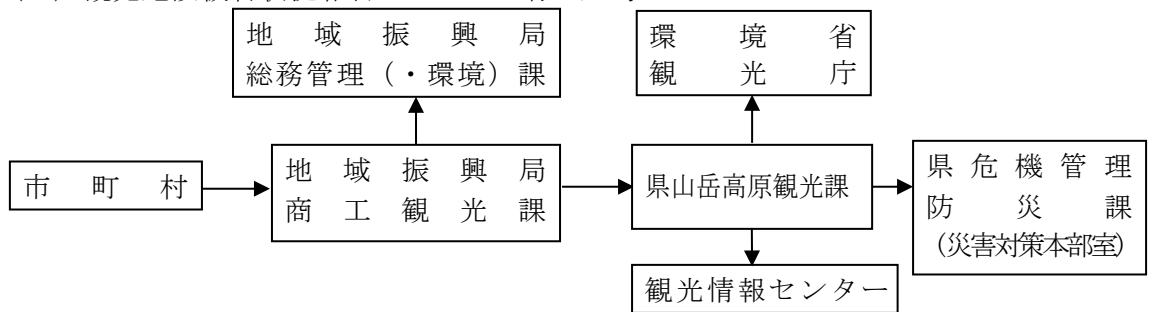 地域振興局
総務管理（・環境）課
環境省
観光庁
市町村
地域振興局
商工観光課
県山岳高原観光課
県危機管理
防災課
（災害対策本部室）
観光情報センター